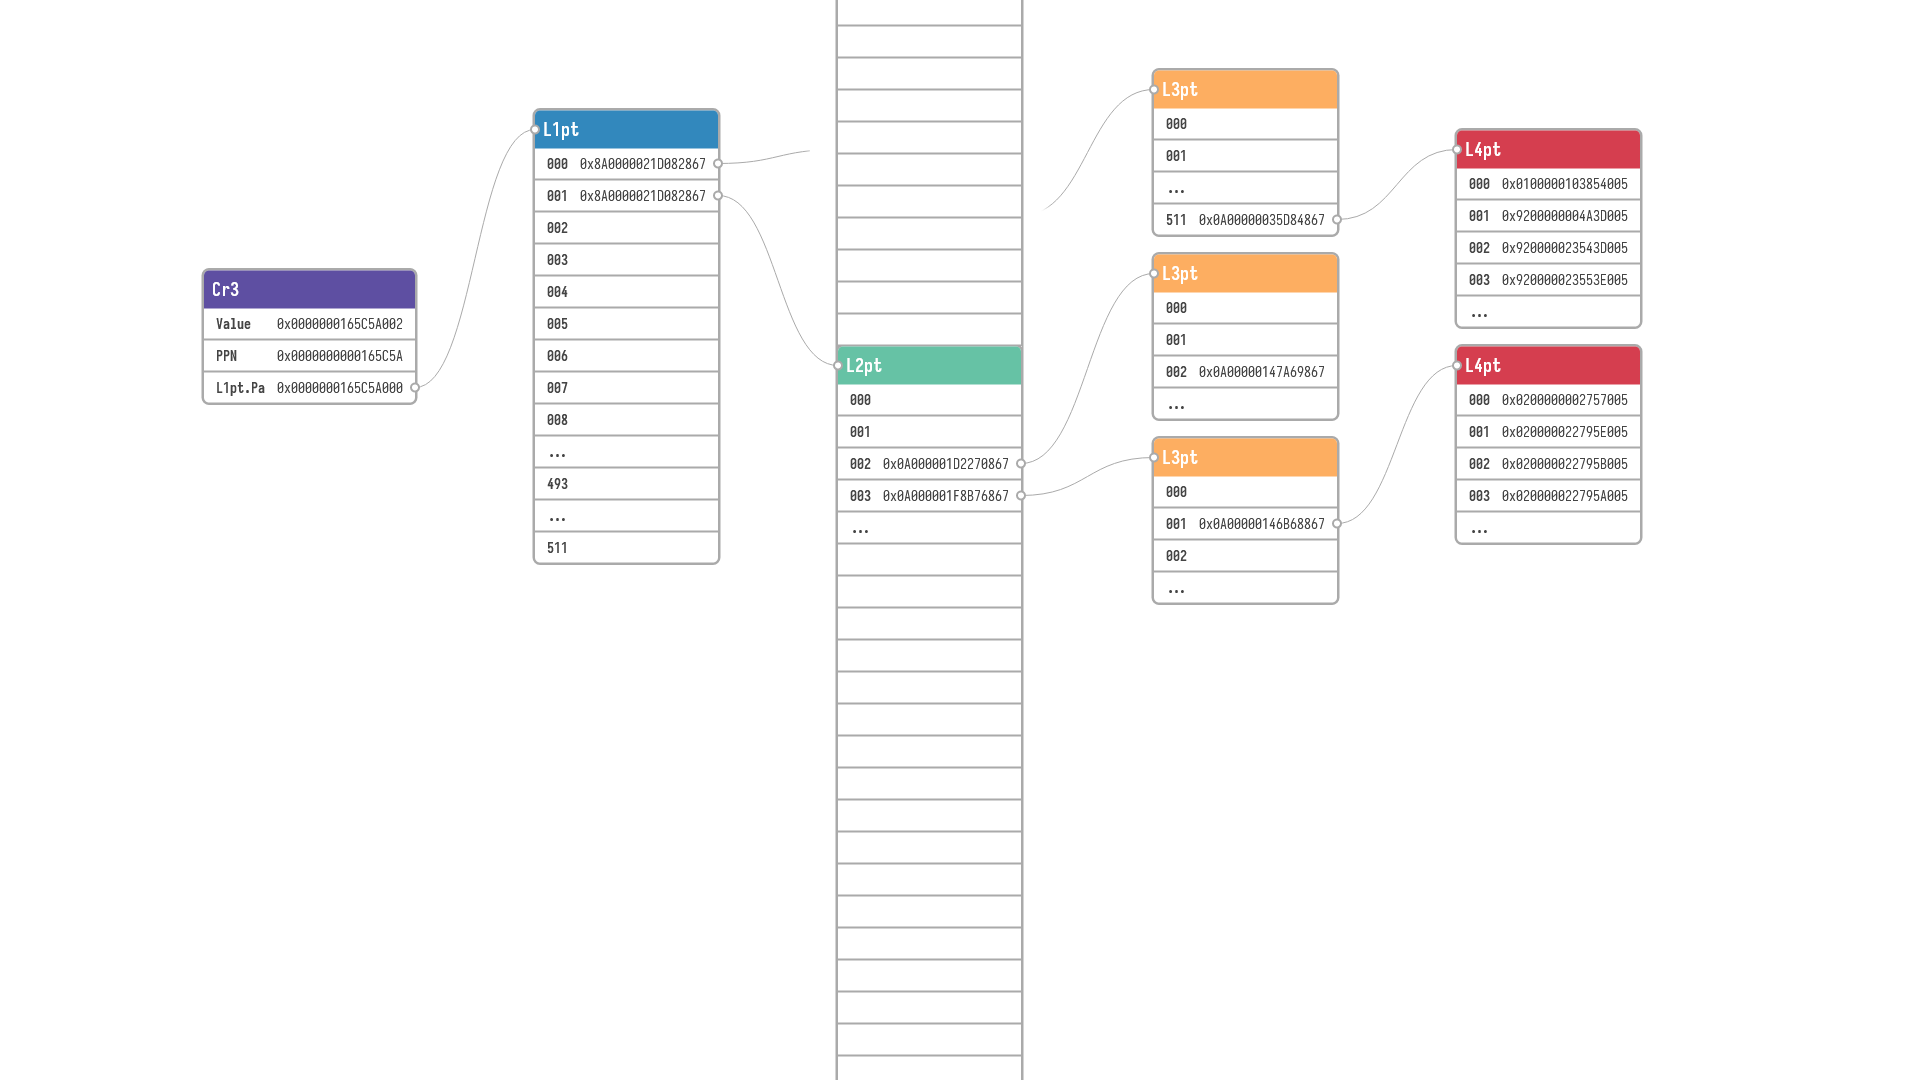 Cr3
Value 0x0000000165C5A002
PPN 0x0000000000165C5A
L1pt.Pa 0x0000000165C5A000
L1pt
000 0x8A0000021D082867
001 0x8A0000021D082867
002
003
004
005
006
007
008
...
493
...
511
L2pt
000
001
002 0x0A000001D2270867
003 0x0A000001F8B76867
...
L3pt
000
001
...
511 0x0A00000035D84867
L3pt
000
001
002 0x0A00000147A69867
...
L3pt
000
001 0x0A00000146B68867
002
...
L4pt
000 0x0100000103854005
001 0x9200000004A3D005
002 0x920000023543D005
003 0x920000023553E005
...
L4pt
000 0x0200000002757005
001 0x020000022795E005
002 0x020000022795B005
003 0x020000022795A005
...